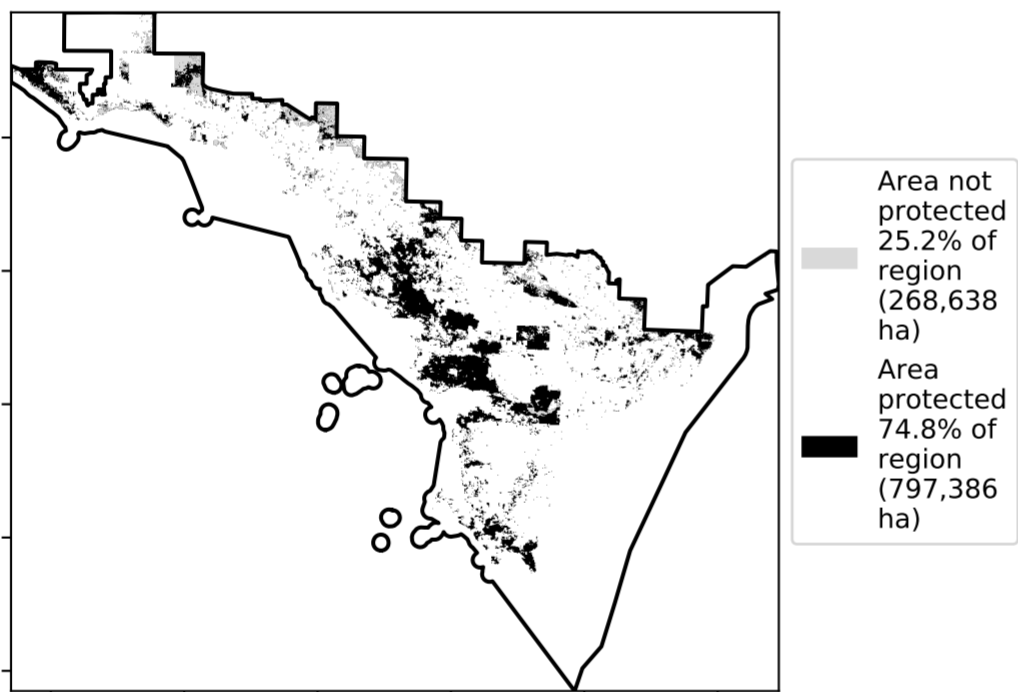 Area not
protected
25.2% of
region
(268,638
ha)
Area
protected
74.8% of
region
(797,386
ha)